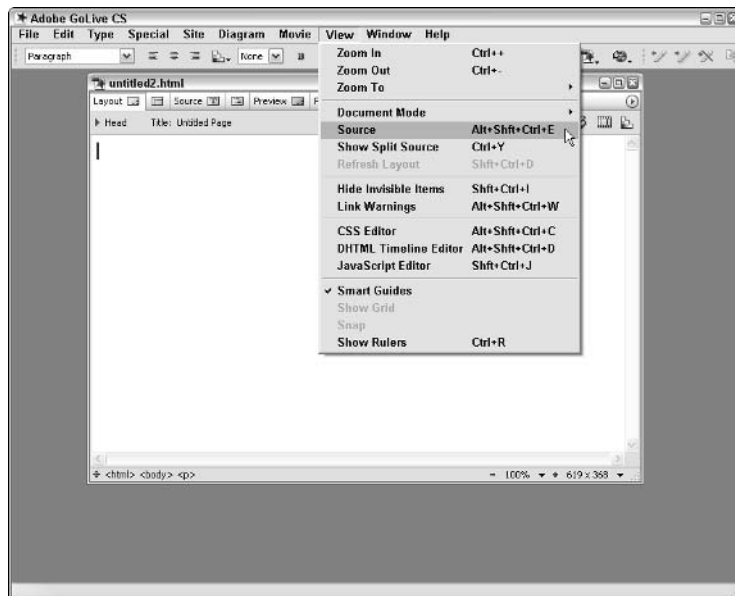 Adobe GoLive CS
File Edit Type Special Site Diagram Movie View Window Help
Paragraph None B
untitled2.html
Layout Source Preview
Head Title: Untitled Page
Zoom In Ctrl++
Zoom Out Ctrl+-
Zoom To
Document Mode
Source Alt+Shft+Ctrl+E
Show Split Source Ctrl+Y
Refresh Layout Shft+Ctrl+D
Hide Invisible Items Shft+Ctrl+I
Link Warnings Alt+Shft+Ctrl+W
CSS Editor Alt+Shft+Ctrl+C
DHTML Timeline Editor Alt+Shft+Ctrl+D
JavaScript Editor Shft+Ctrl+J
Smart Guides
Show Grid
Snap
Show Rulers Ctrl+R
<html> <body> <p> 100% 619 x 368